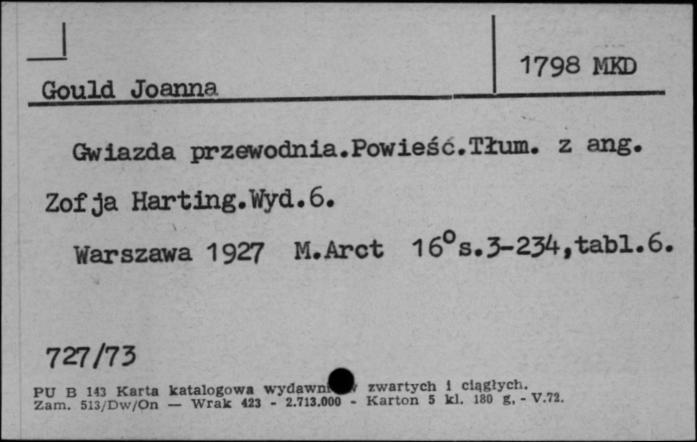 1798 MKD
Gould Joanna
Gwiazda przewodnia.Powieść.Tłum. z ang.
Zofja Harting.Wyd.6.
Warszawa 1927 M.Arct 16° s.3-234,tabl.6.
727/73
PU B 143 Karta katalogowa zwartych i ciągłych.
Zam. 513/Dw/On — Wrak 423 - 2.713.000 - Karton 5 kl. 180 g. - V.72.